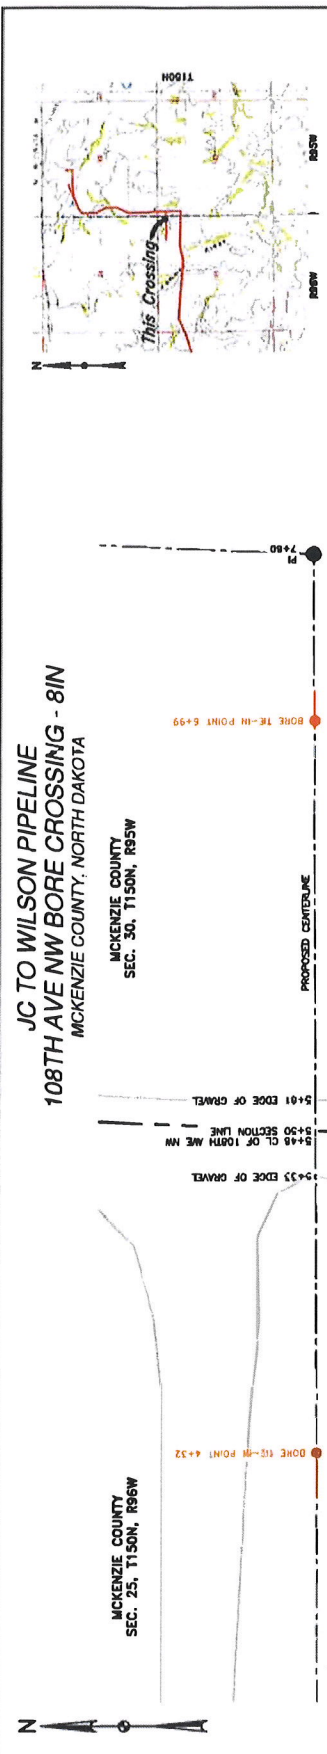 JC TO WILSON PIPELINE
108TH AVE NW BORE CROSSING - 8IN
MCKENZIE COUNTY, NORTH DAKOTA
N
MCKENZIE COUNTY
SEC. 25, T150N, R96W
MCKENZIE COUNTY
SEC. 30, T150N, R95W
BORE TIE-IN POINT 4+32
5+33 EDGE OF GRAVEL
5+48 CL OF 108TH AVE NW
5+50 SECTION LINE
5+61 EDGE OF GRAVEL
PROPOSED CENTERLINE
BORE TIE-IN POINT 6+99
PI
7+60
N
This Crossing
T150N
R96W
R95W